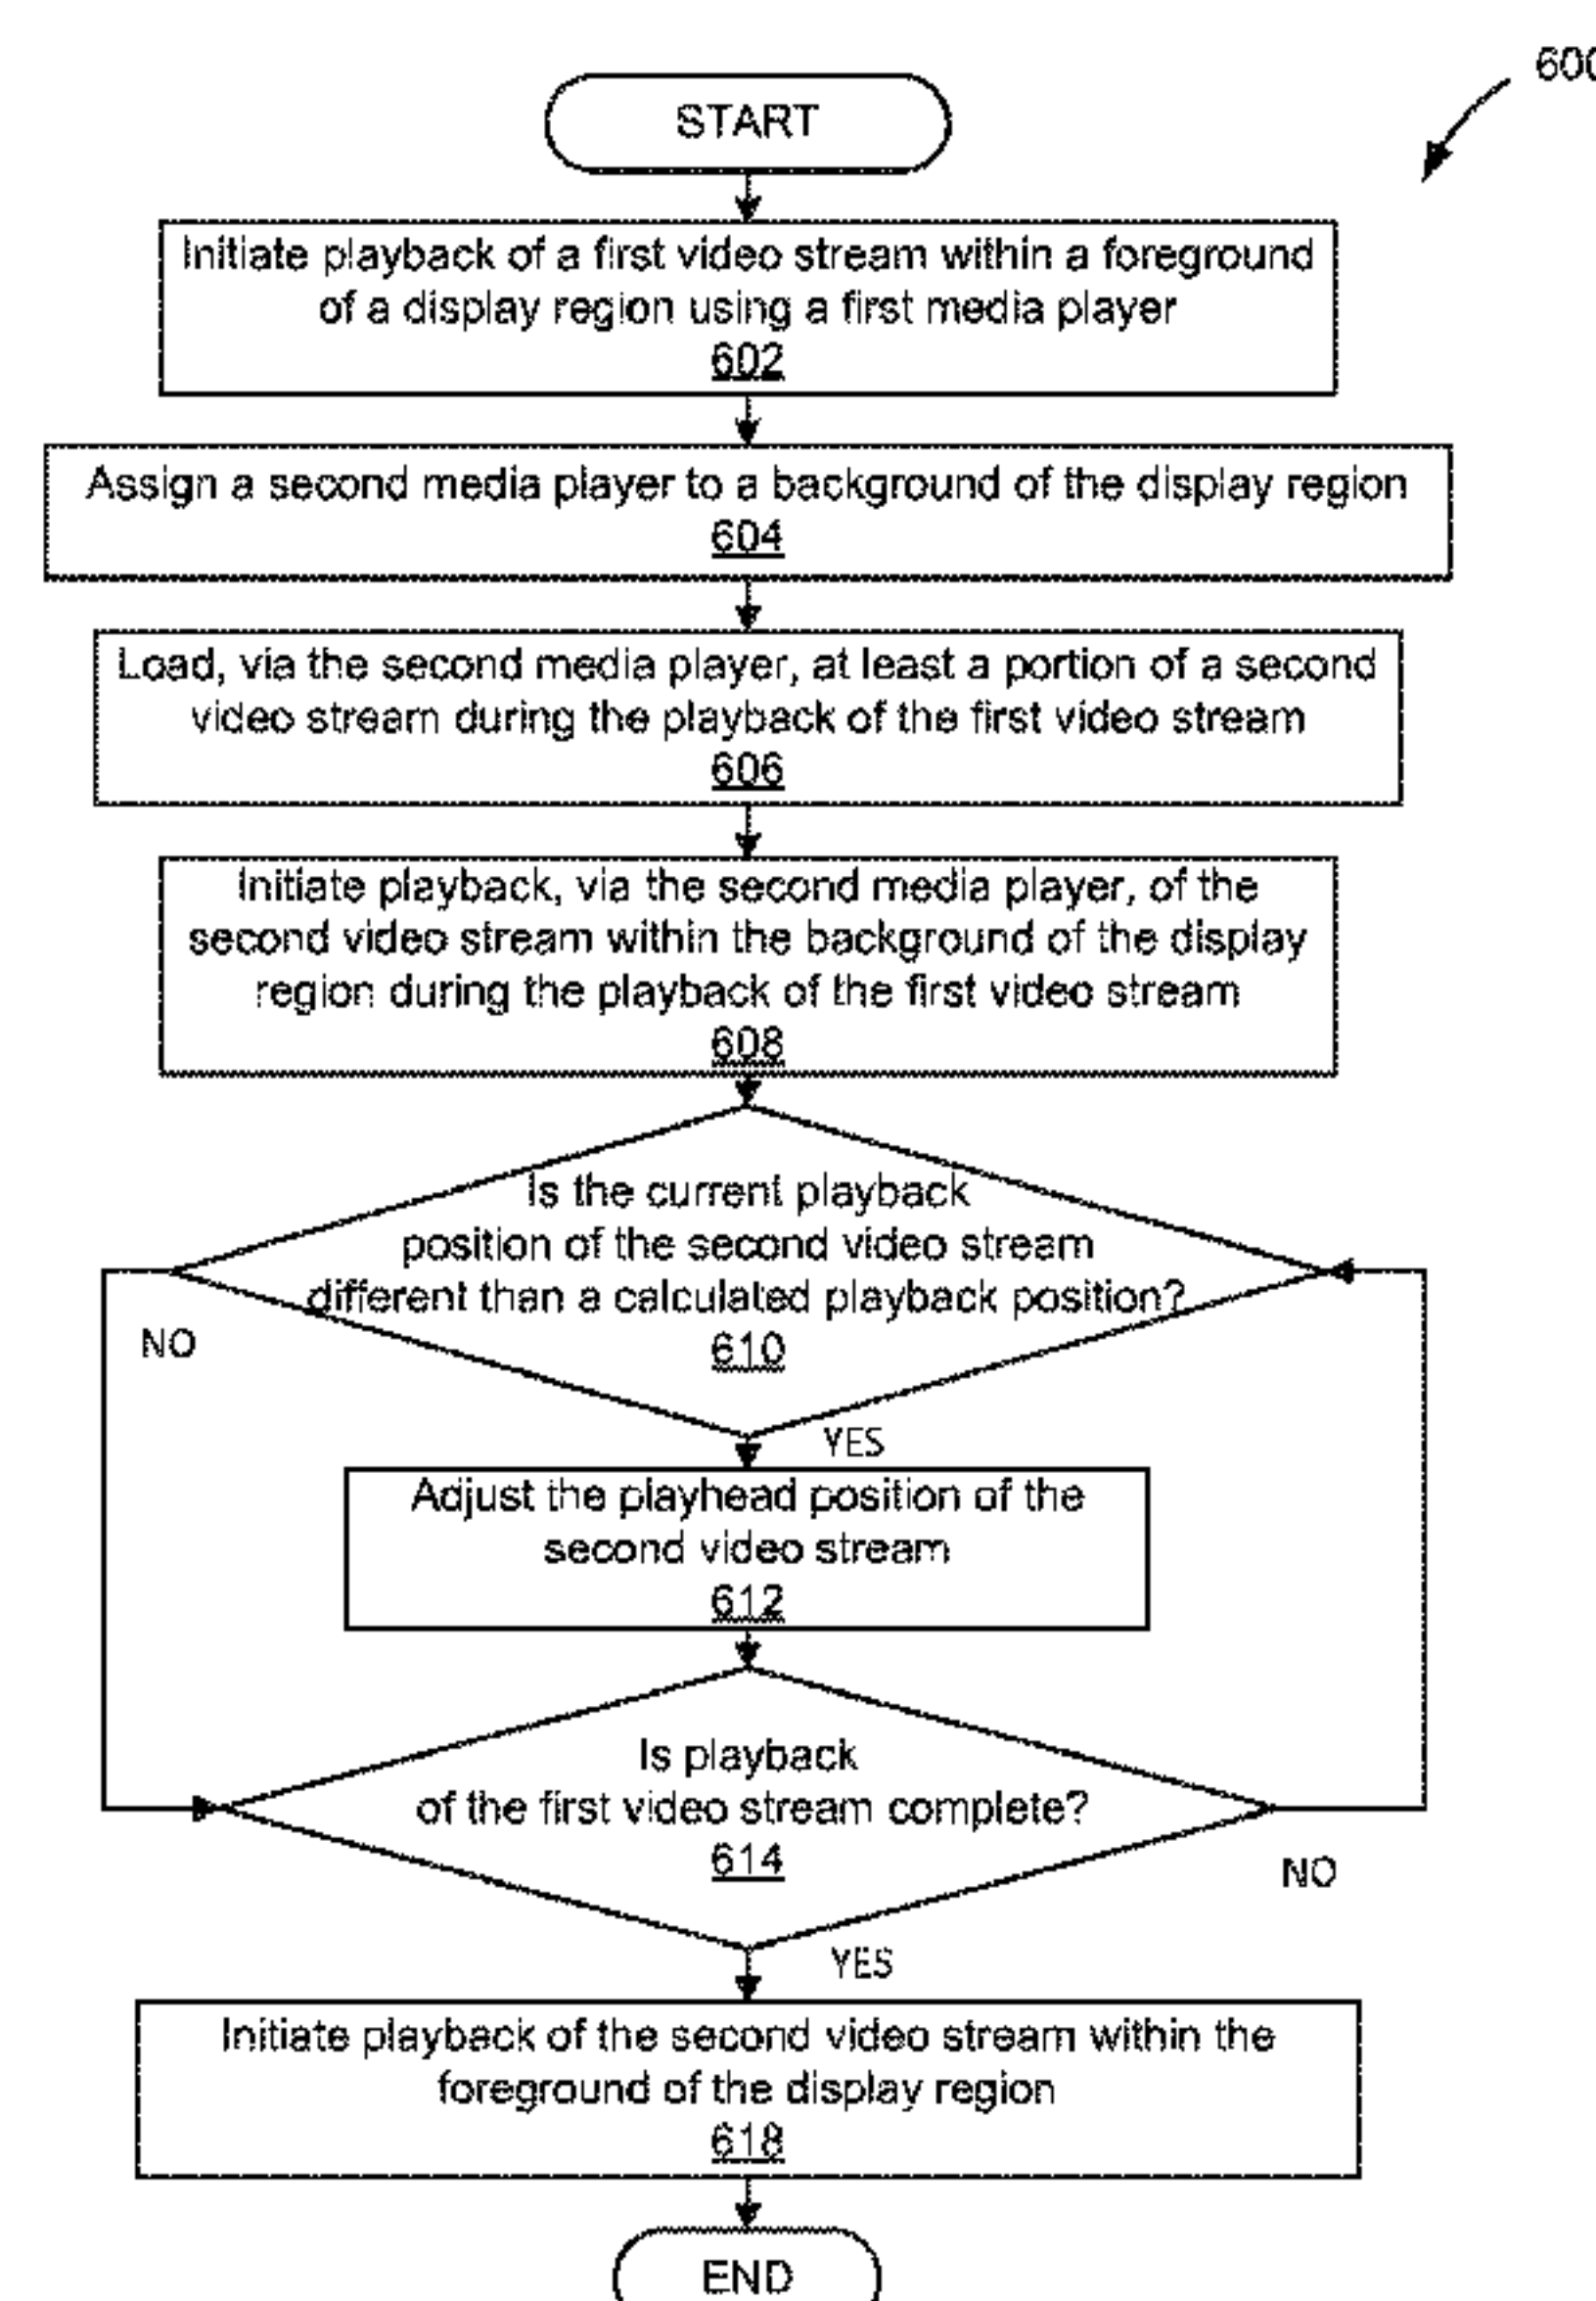 600
START
Initiate playback of a first video stream within a foreground
of a display region using a first media player
602
Assign a second media player to a background of the display region
604
Load, via the second media player, at least a portion of a second
video stream during the playback of the first video stream
606
Initiate playback, via the second media player, of the
second video stream within the background of the display
region during the playback of the first video stream
608
Is the current playback
position of the second video stream
different than a calculated playback position?
610
NO
YES
Adjust the playhead position of the
second video stream
612
Is playback
of the first video stream complete?
614
NO
YES
Initiate playback of the second video stream within the
foreground of the display region
618
END